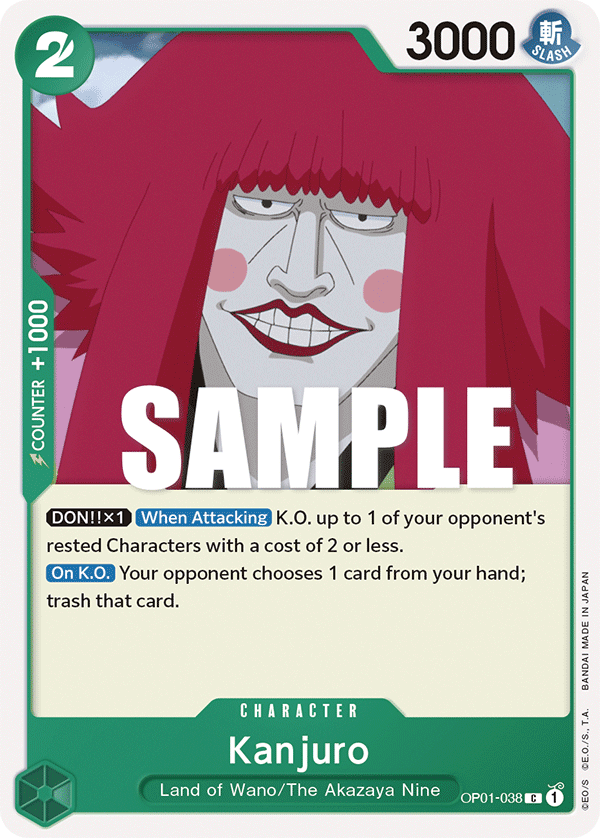 2
3000
斬
SLASH
COUNTER +1000
SAMPLE
DON!!×1 When Attacking K.O. up to 1 of your opponent's
rested Characters with a cost of 2 or less.
On K.O. Your opponent chooses 1 card from your hand;
trash that card.
CHARACTER
Kanjuro
Land of Wano/The Akazaya Nine
OP01-038 C 1
©EO/S ©E.O./S., T.A. BANDAI MADE IN JAPAN